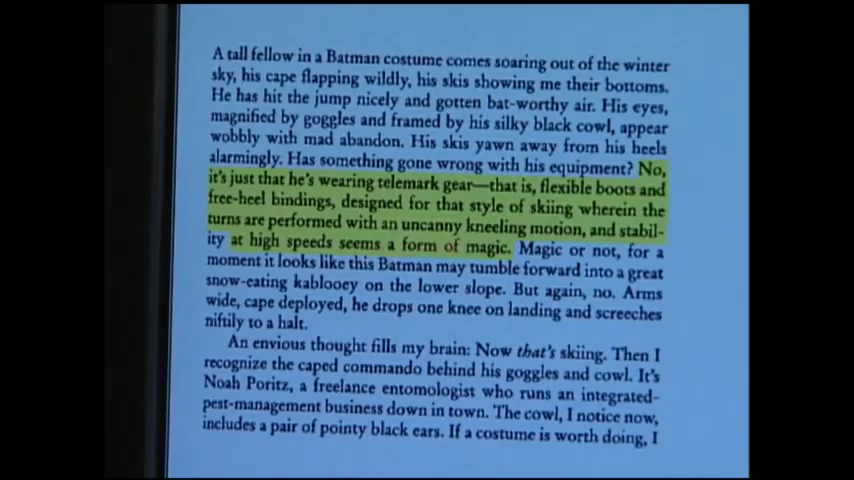 A tall fellow in a Batman costume comes soaring out of the winter
sky, his cape flapping wildly, his skis showing me their bottoms.
He has hit the jump nicely and gotten bat-worthy air. His eyes,
magnified by goggles and framed by his silky black cowl, appear
wobbly with mad abandon. His skis yawn away from his heels
alarmingly. Has something gone wrong with his equipment? No,
it's just that he's wearing telemark gear—that is, flexible boots and
free-heel bindings, designed for that style of skiing wherein the
turns are performed with an uncanny kneeling motion, and stabil-
ity at high speeds seems a form of magic. Magic or not, for a
moment it looks like this Batman may tumble forward into a great
snow-eating kablooey on the lower slope. But again, no. Arms
wide, cape deployed, he drops one knee on landing and screeches
niftily to a halt.
An envious thought fills my brain: Now that's skiing. Then I
recognize the caped commando behind his goggles and cowl. It's
Noah Poritz, a freelance entomologist who runs an integrated-
pest-management business down in town. The cowl, I notice now,
includes a pair of pointy black ears. If a costume is worth doing, I